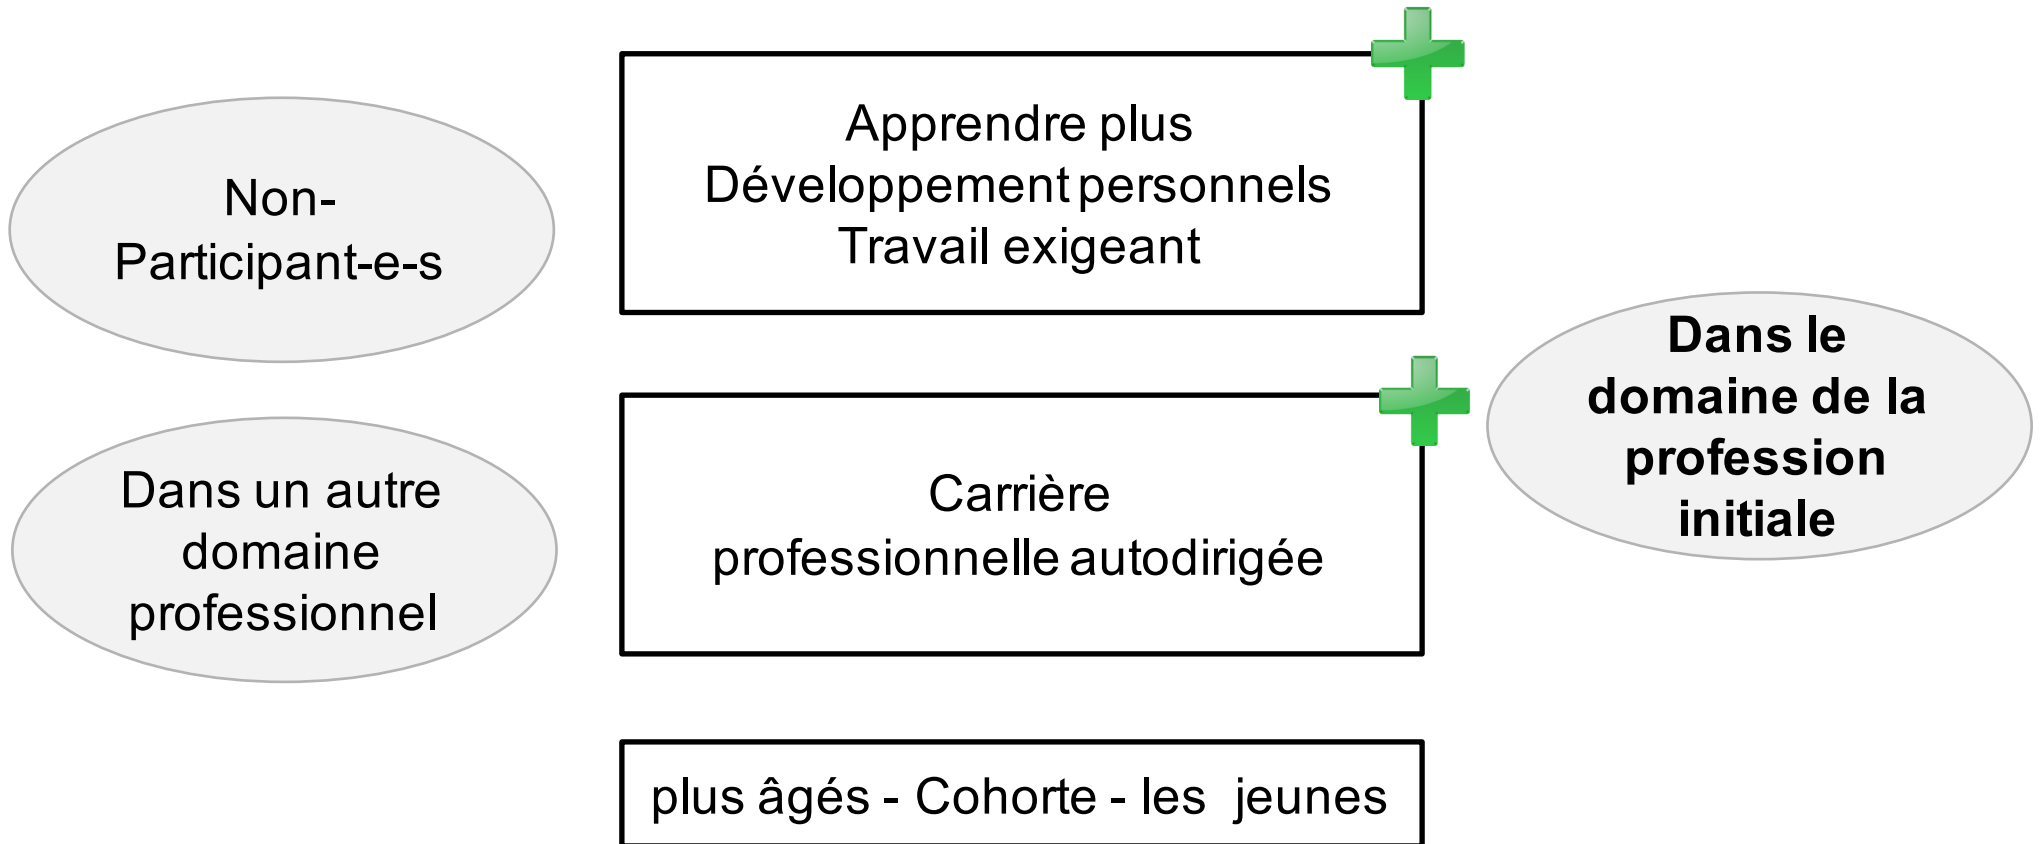 Non-
Participant-e-s
Dans un autre
domaine
professionnel
Apprendre plus
Développement personnels
Travail exigeant
Carrière
professionnelle autodirigée
plus âgés - Cohorte - les jeunes
Dans le
domaine de la
profession
initiale